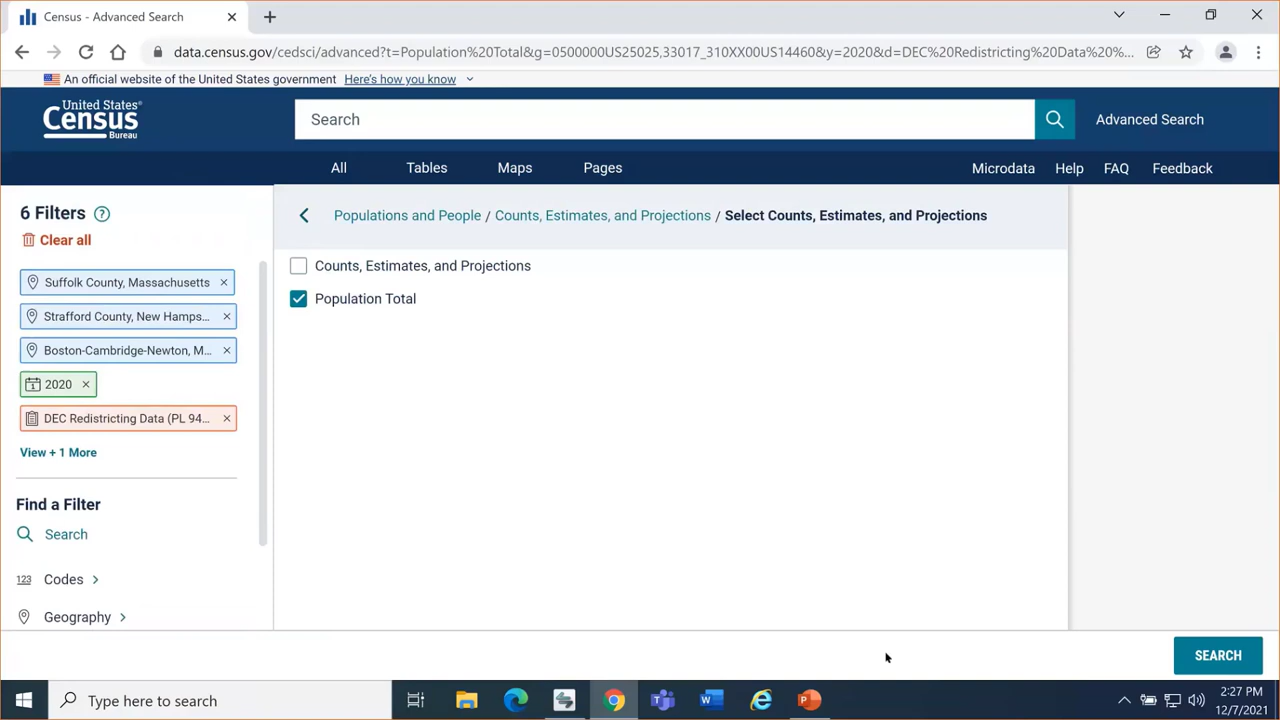 Census - Advanced Search
data.census.gov/cedsci/advanced?t=Population%20Total&g=0500000US25025,33017_310XX00US14460&y=2020&d=DEC%20Redistricting%20Data%20%...
An official website of the United States government Here's how you know
United States® Census Bureau
Search
Advanced Search
All Tables Maps Pages Microdata Help FAQ Feedback
6 Filters ?
Clear all
Populations and People / Counts, Estimates, and Projections / Select Counts, Estimates, and Projections
Counts, Estimates, and Projections
Population Total
Suffolk County, Massachusetts ×
Strafford County, New Hamps... ×
Boston-Cambridge-Newton, M... ×
1 2020 ×
DEC Redistricting Data (PL 94... ×
View + 1 More
Find a Filter
Search
123 Codes
Geography
SEARCH
Type here to search
2:27 PM
12/7/2021